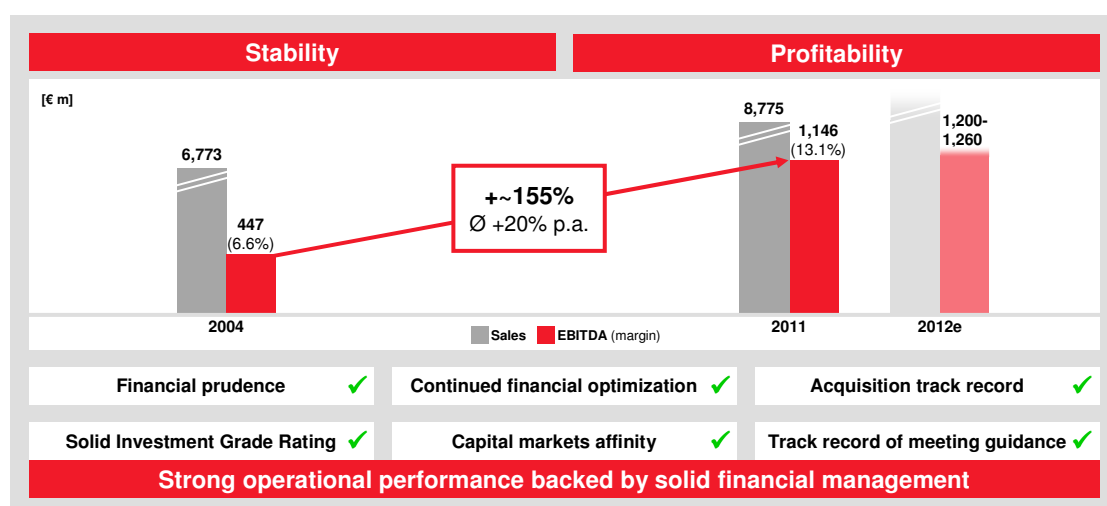 Stability
Profitability
[€ m]
6,773
447
(6.6%)
+~155%
Ø +20% p.a.
8,775
1,146
(13.1%)
1,200-
1,260
2004
2011
2012e
Sales
EBITDA (margin)
Financial prudence
Continued financial optimization
Acquisition track record
Solid Investment Grade Rating
Capital markets affinity
Track record of meeting guidance
Strong operational performance backed by solid financial management